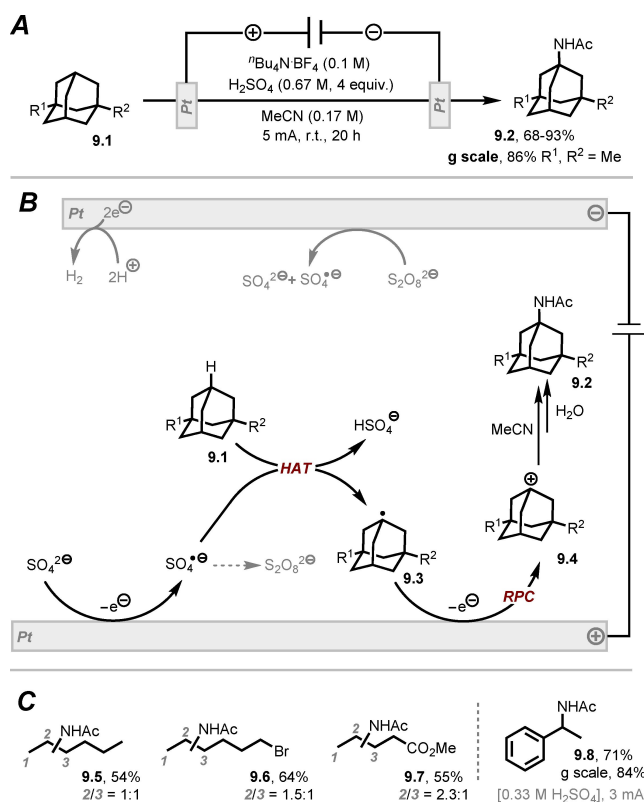 A
ⁿBu₄N·BF₄ (0.1 M)
H₂SO₄ (0.67 M, 4 equiv.)
Pt
Pt
MeCN (0.17 M)
5 mA, r.t., 20 h
R¹
R²
9.1
NHAc
R¹
R²
9.2, 68-93%
g scale, 86% R¹, R² = Me
B
Pt
2e⊖
⊖
H₂
2H⊕
SO₄²⊖ + SO₄•⊖
S₂O₈²⊖
NHAc
R¹
R²
9.2
H
R¹
R²
9.1
HSO₄⊖
MeCN
H₂O
HAT
⊕
R¹
R²
9.4
R¹
R²
9.3
SO₄²⊖
SO₄•⊖
S₂O₈²⊖
–e⊖
–e⊖
RPC
Pt
⊕
C
NHAc
2
1
3
9.5, 54%
2/3 = 1:1
NHAc
2
1
3
Br
9.6, 64%
2/3 = 1.5:1
NHAc
2
1
3
CO₂Me
9.7, 55%
2/3 = 2.3:1
NHAc
9.8, 71%
g scale, 84%
[0.33 M H₂SO₄], 3 mA